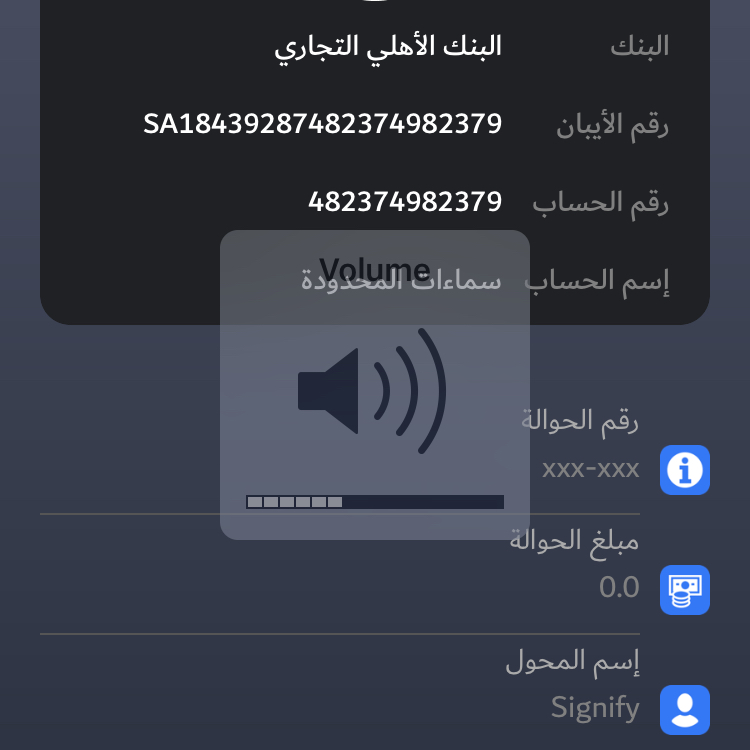 البنك البنك الأهلي التجاري
رقم الأيبان SA18439287482374982379
رقم الحساب 482374982379
إسم الحساب سماءات المحدودة
Volume
رقم الحوالة
xxx-xxx
مبلغ الحوالة
0.0
إسم المحول
Signify